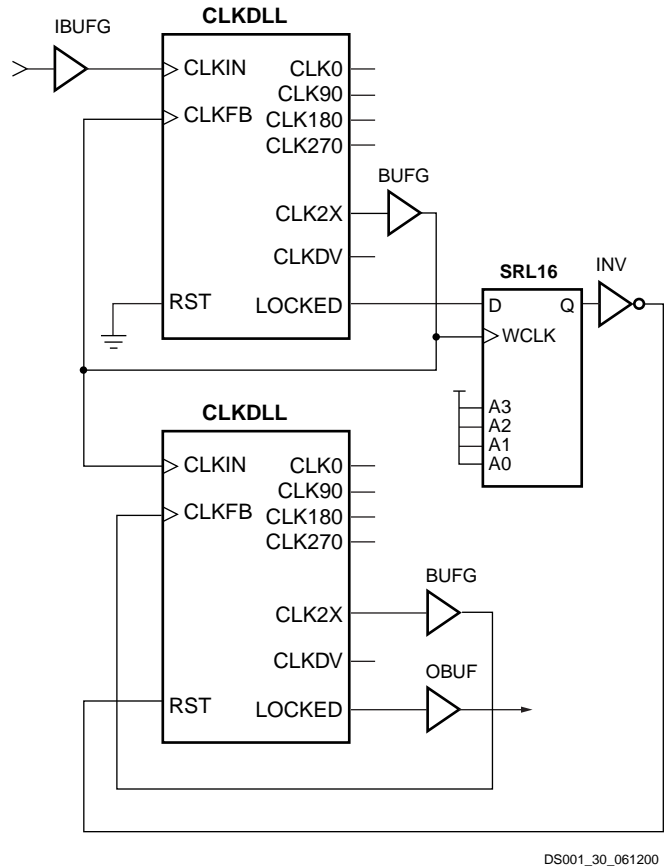 CLKDLL
IBUFG
CLKIN
CLKFB
RST
CLK0
CLK90
CLK180
CLK270
CLK2X
CLKDV
LOCKED
BUFG
SRL16
D
Q
WCLK
A3
A2
A1
A0
INV
CLKDLL
CLKIN
CLKFB
RST
CLK0
CLK90
CLK180
CLK270
CLK2X
CLKDV
LOCKED
BUFG
OBUF
DS001_30_061200